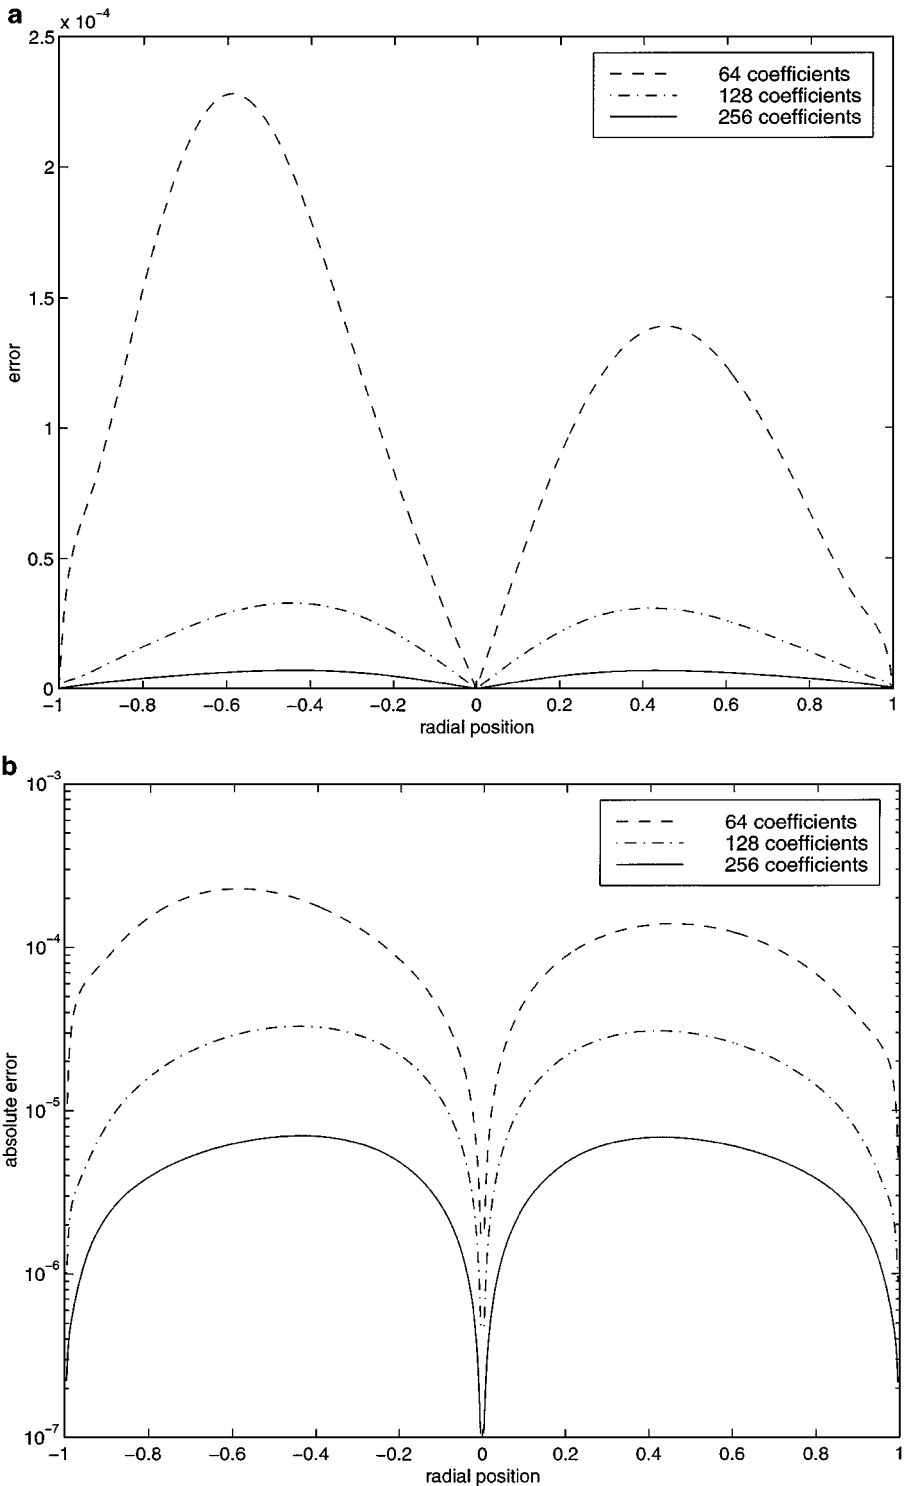 a
x 10⁻⁴
2.5
2
1.5
1
0.5
0
error
64 coefficients
128 coefficients
256 coefficients
−1 −0.8 −0.6 −0.4 −0.2 0 0.2 0.4 0.6 0.8 1
radial position
b
10⁻³
10⁻⁴
10⁻⁵
10⁻⁶
10⁻⁷
absolute error
64 coefficients
128 coefficients
256 coefficients
−1 −0.8 −0.6 −0.4 −0.2 0 0.2 0.4 0.6 0.8 1
radial position